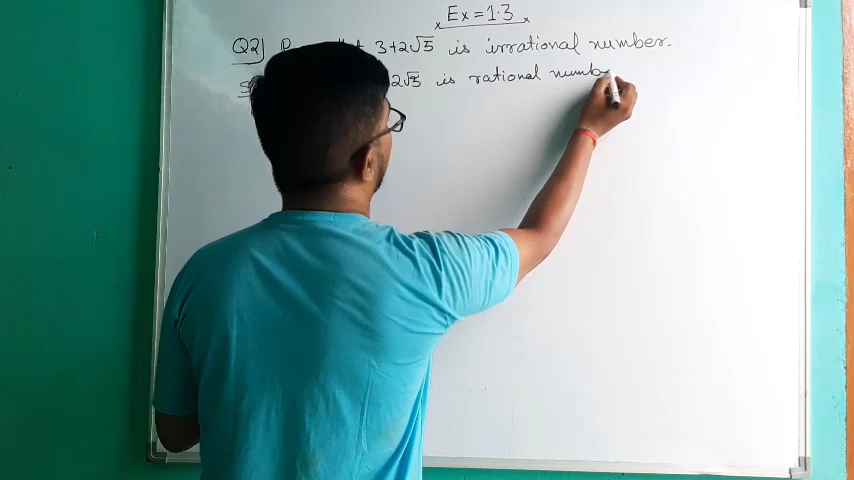 Ex = 1.3
Q2) 3+2√5 is irrational number.
2√5 is rational numb